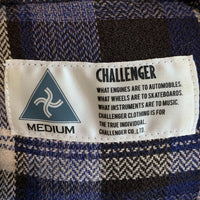 CHALLENGER
WHAT ENGINES ARE TO AUTOMOBILES.
WHAT WHEELS ARE TO SKATEBOARDS.
WHAT INSTRUMENTS ARE TO MUSIC.
CHALLENGER CLOTHING IS FOR
THE TRUE INDIVIDUAL.
CHALLENGER CO.,LTD.
MEDIUM